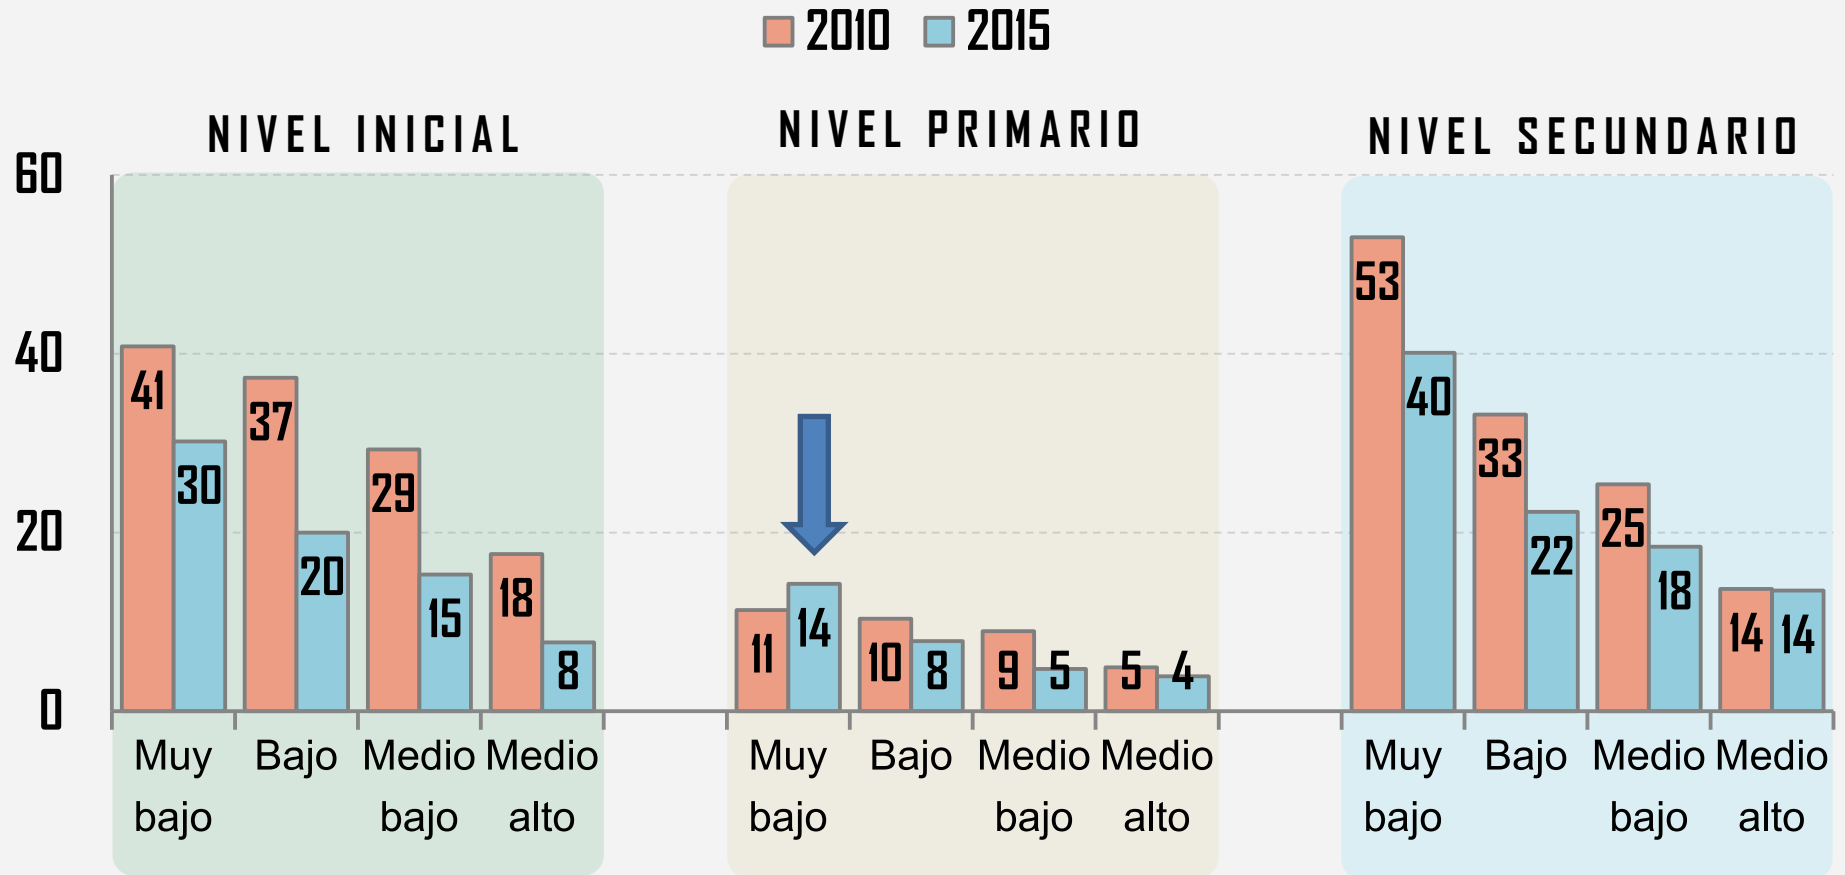 2010 2015
NIVEL INICIAL
NIVEL PRIMARIO
NIVEL SECUNDARIO
60
40
20
0
41 30 37 20 29 15 18 8
11 14 10 8 9 5 5 4
53 40 33 22 25 18 14 14
Muy Bajo Medio Medio
bajo bajo alto
Muy Bajo Medio Medio
bajo bajo alto
Muy Bajo Medio Medio
bajo bajo alto